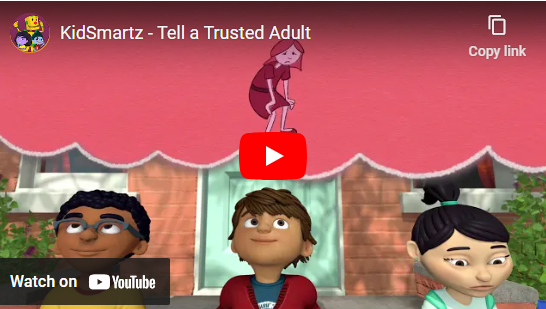 KidSmartz - Tell a Trusted Adult
Copy link
Watch on YouTube